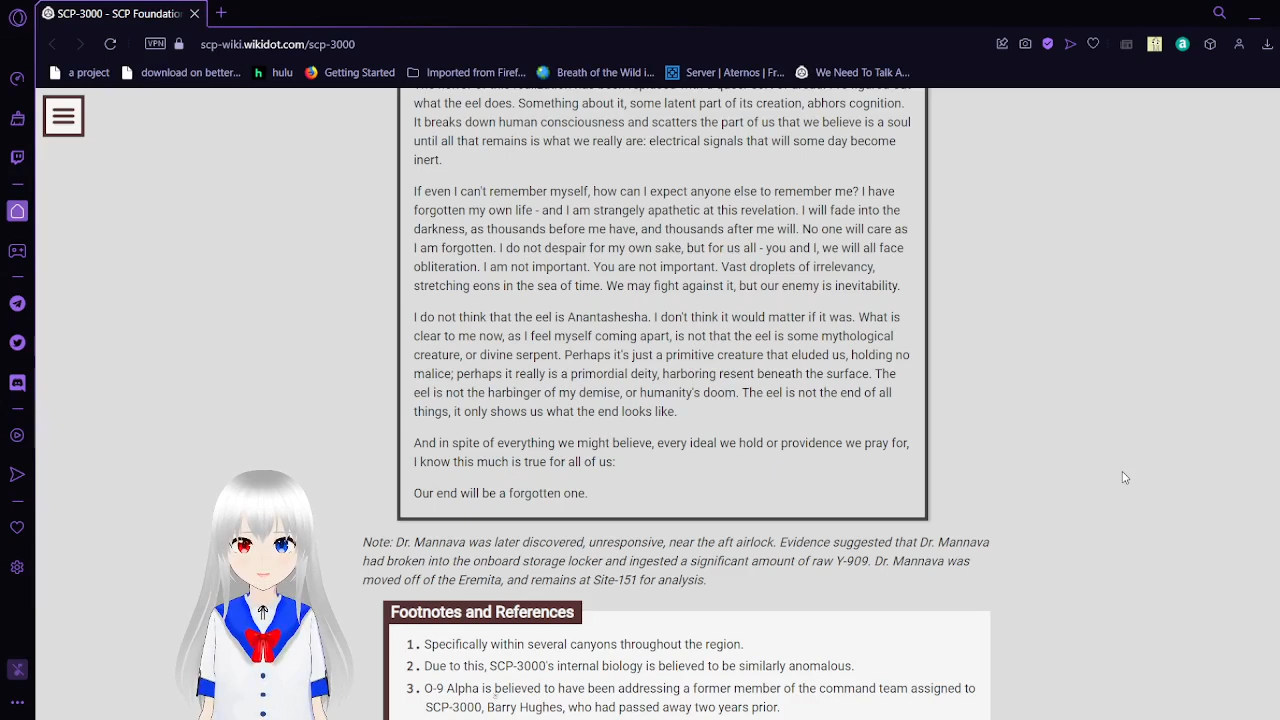 SCP-3000 - SCP Foundatio
VPN
scp-wiki.wikidot.com/scp-3000
a project
download on better...
hulu
Getting Started
Imported from Firef...
Breath of the Wild i...
Server | Aternos | Fr...
We Need To Talk A...
what the eel does. Something about it, some latent part of its creation, abhors cognition.
It breaks down human consciousness and scatters the part of us that we believe is a soul
until all that remains is what we really are: electrical signals that will some day become
inert.
If even I can't remember myself, how can I expect anyone else to remember me? I have
forgotten my own life - and I am strangely apathetic at this revelation. I will fade into the
darkness, as thousands before me have, and thousands after me will. No one will care as
I am forgotten. I do not despair for my own sake, but for us all - you and I, we will all face
obliteration. I am not important. You are not important. Vast droplets of irrelevancy,
stretching eons in the sea of time. We may fight against it, but our enemy is inevitability.
I do not think that the eel is Anantashesha. I don't think it would matter if it was. What is
clear to me now, as I feel myself coming apart, is not that the eel is some mythological
creature, or divine serpent. Perhaps it's just a primitive creature that eluded us, holding no
malice; perhaps it really is a primordial deity, harboring resent beneath the surface. The
eel is not the harbinger of my demise, or humanity's doom. The eel is not the end of all
things, it only shows us what the end looks like.
And in spite of everything we might believe, every ideal we hold or providence we pray for,
I know this much is true for all of us:
Our end will be a forgotten one.
Note: Dr. Mannava was later discovered, unresponsive, near the aft airlock. Evidence suggested that Dr. Mannava
had broken into the onboard storage locker and ingested a significant amount of raw Y-909. Dr. Mannava was
moved off of the Eremita, and remains at Site-151 for analysis.
Footnotes and References
1. Specifically within several canyons throughout the region.
2. Due to this, SCP-3000's internal biology is believed to be similarly anomalous.
3. O-9 Alpha is believed to have been addressing a former member of the command team assigned to
SCP-3000, Barry Hughes, who had passed away two years prior.